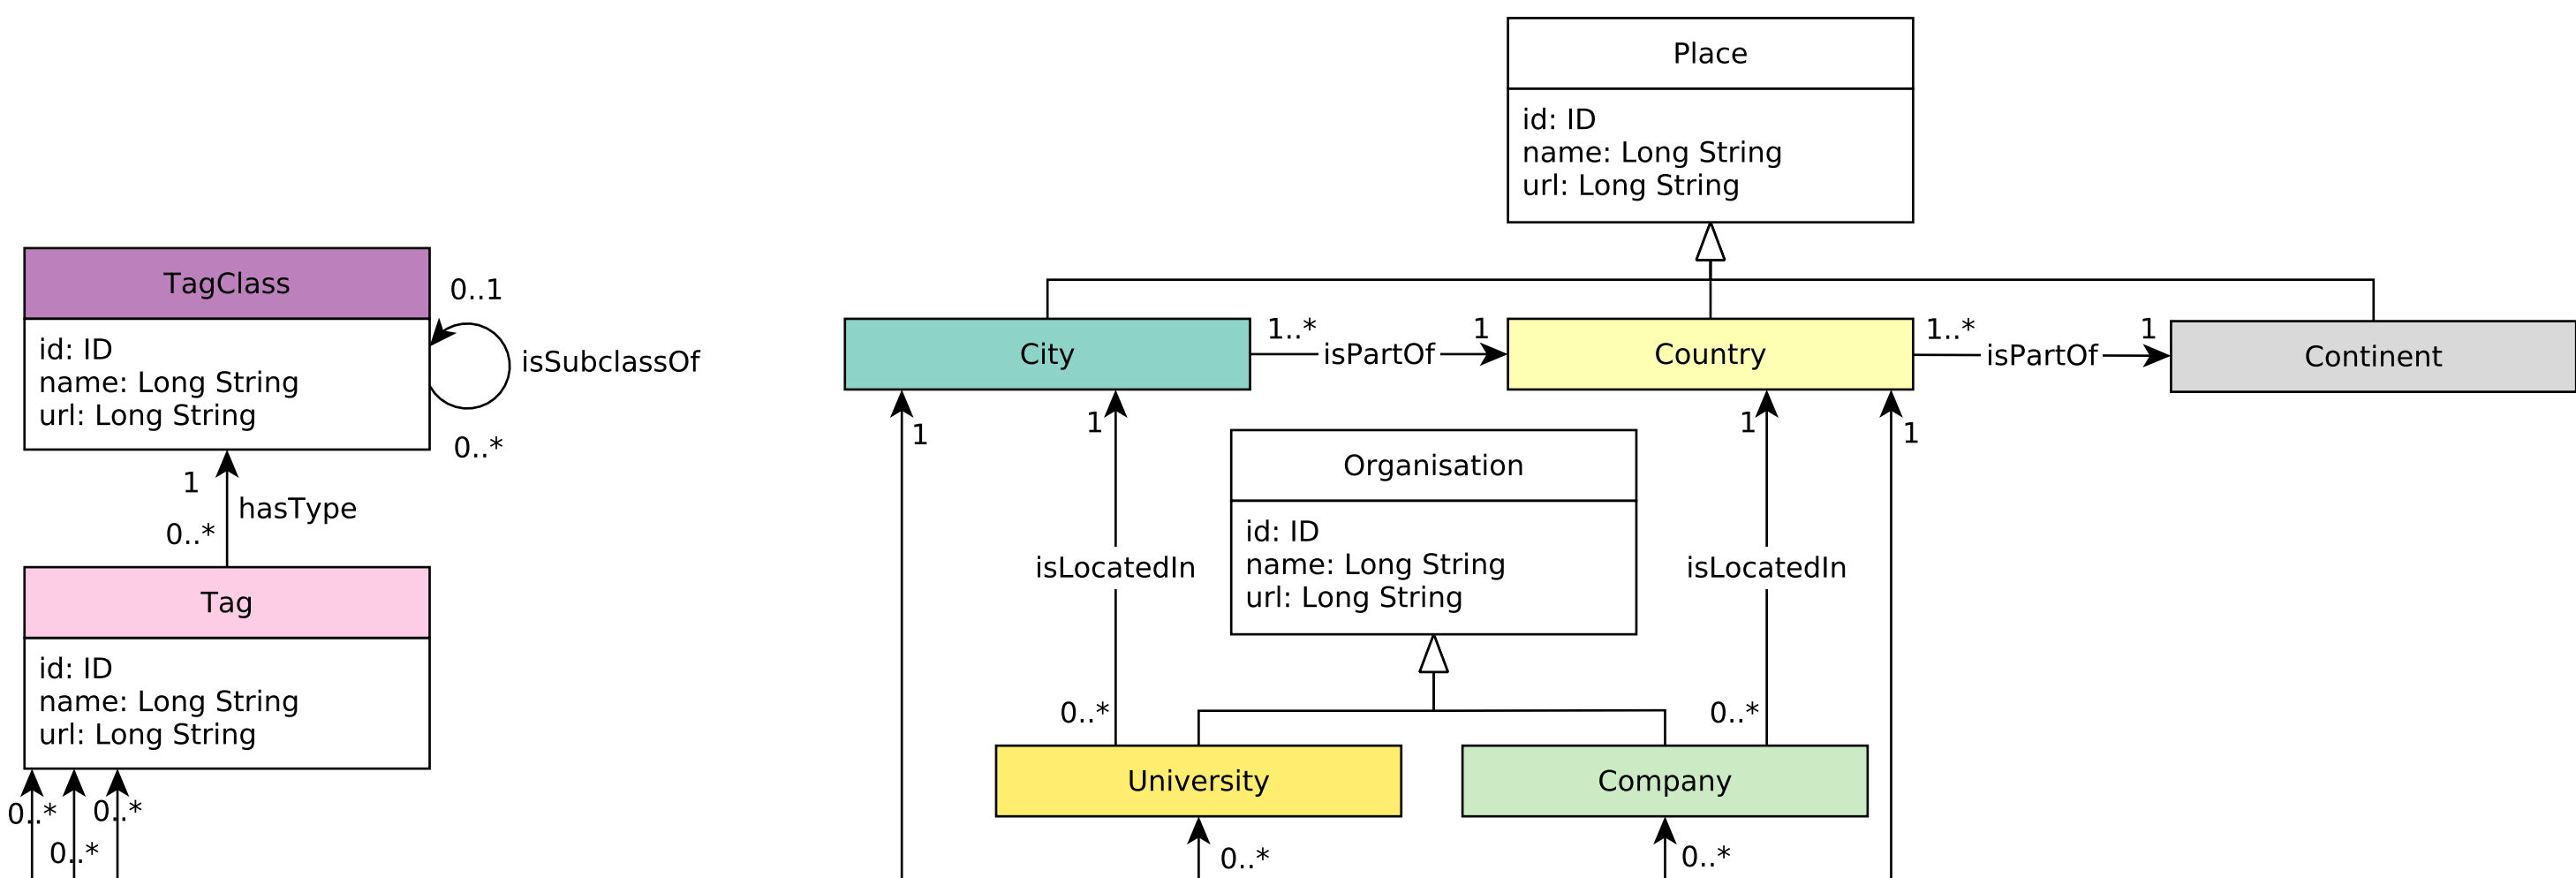 Place
id: ID
name: Long String
url: Long String
TagClass
id: ID
name: Long String
url: Long String
0..1
isSubclassOf
0..*
City
1..*
isPartOf
1
Country
1..*
isPartOf
1
Continent
1
1
1
1
Organisation
id: ID
name: Long String
url: Long String
1
hasType
0..*
isLocatedIn
isLocatedIn
Tag
id: ID
name: Long String
url: Long String
0..*
0..*
University
Company
0..*
0..*
0..*
0..*
0..*